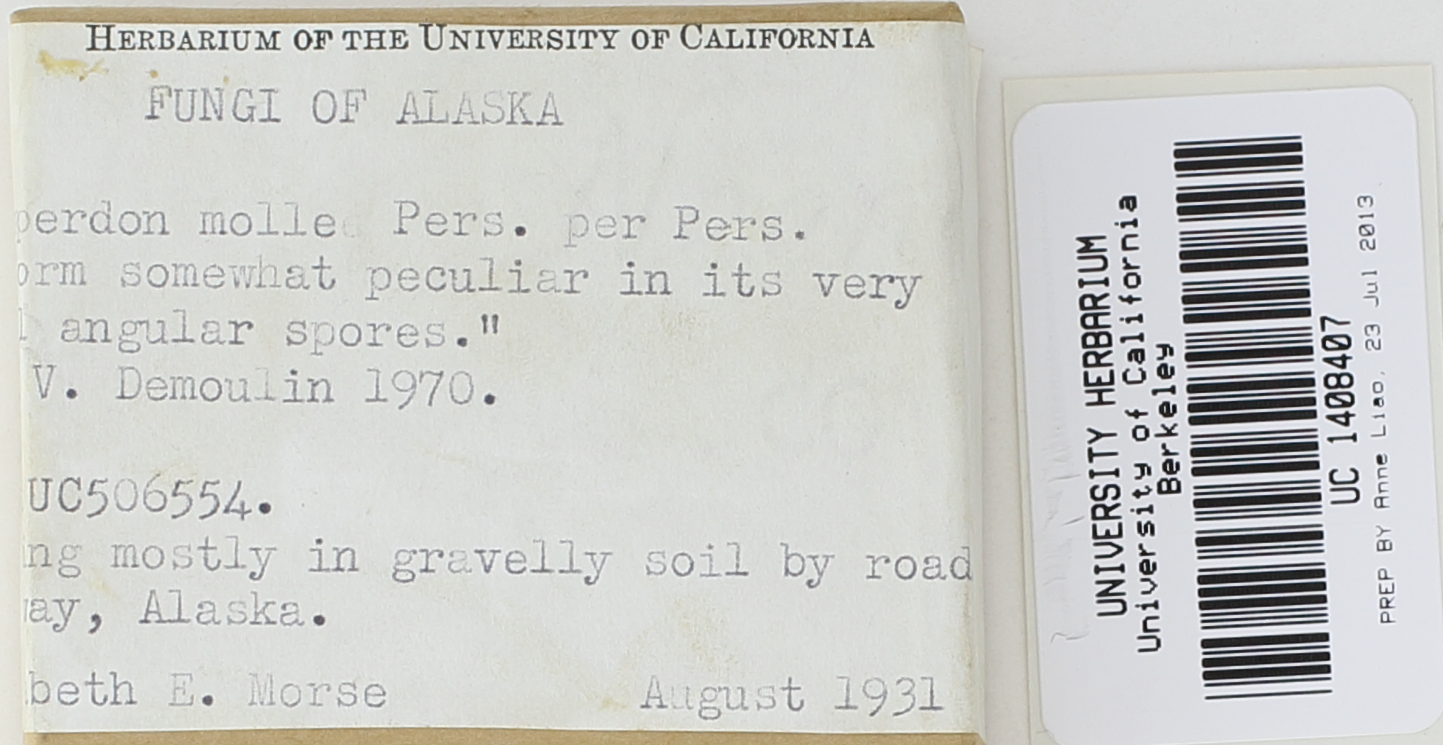 HERBARIUM OF THE UNIVERSITY OF CALIFORNIA
FUNGI OF ALASKA
perdon molle Pers. per Pers.
orm somewhat peculiar in its very
angular spores."
V. Demoulin 1970.
UC506554.
ng mostly in gravelly soil by road
ay, Alaska.
beth E. Morse August 1931
UNIVERSITY HERBARIUM
University of California
Berkeley
UC 1408407
PREP BY Anne Liao, 23 Jul 2013